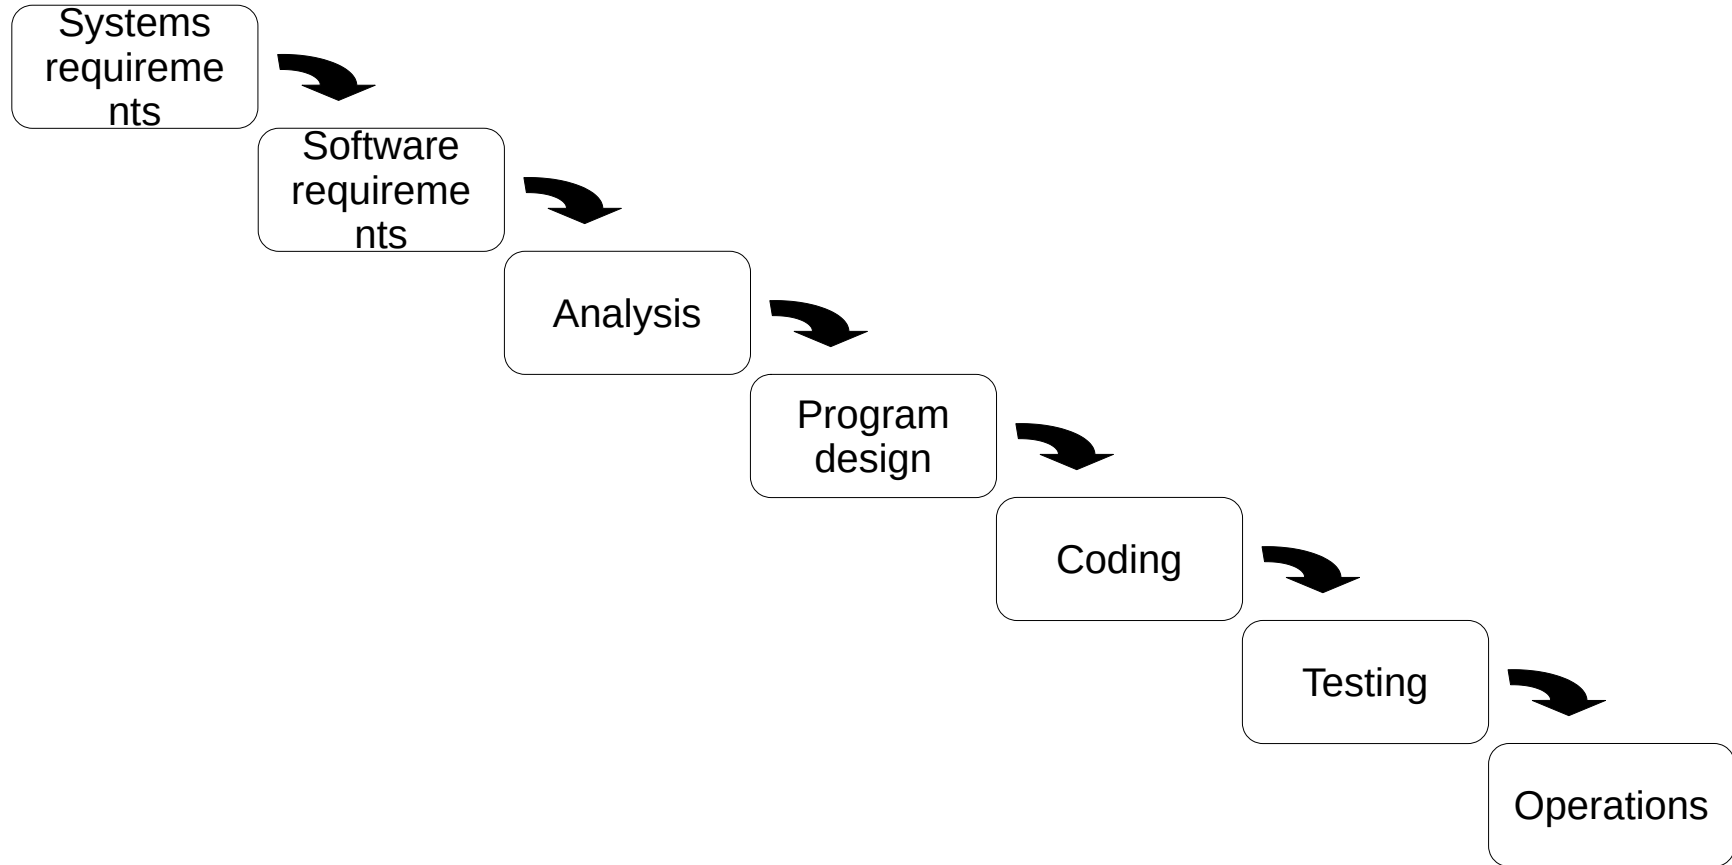 Systems
requireme
nts
Software
requireme
nts
Analysis
Program
design
Coding
Testing
Operations